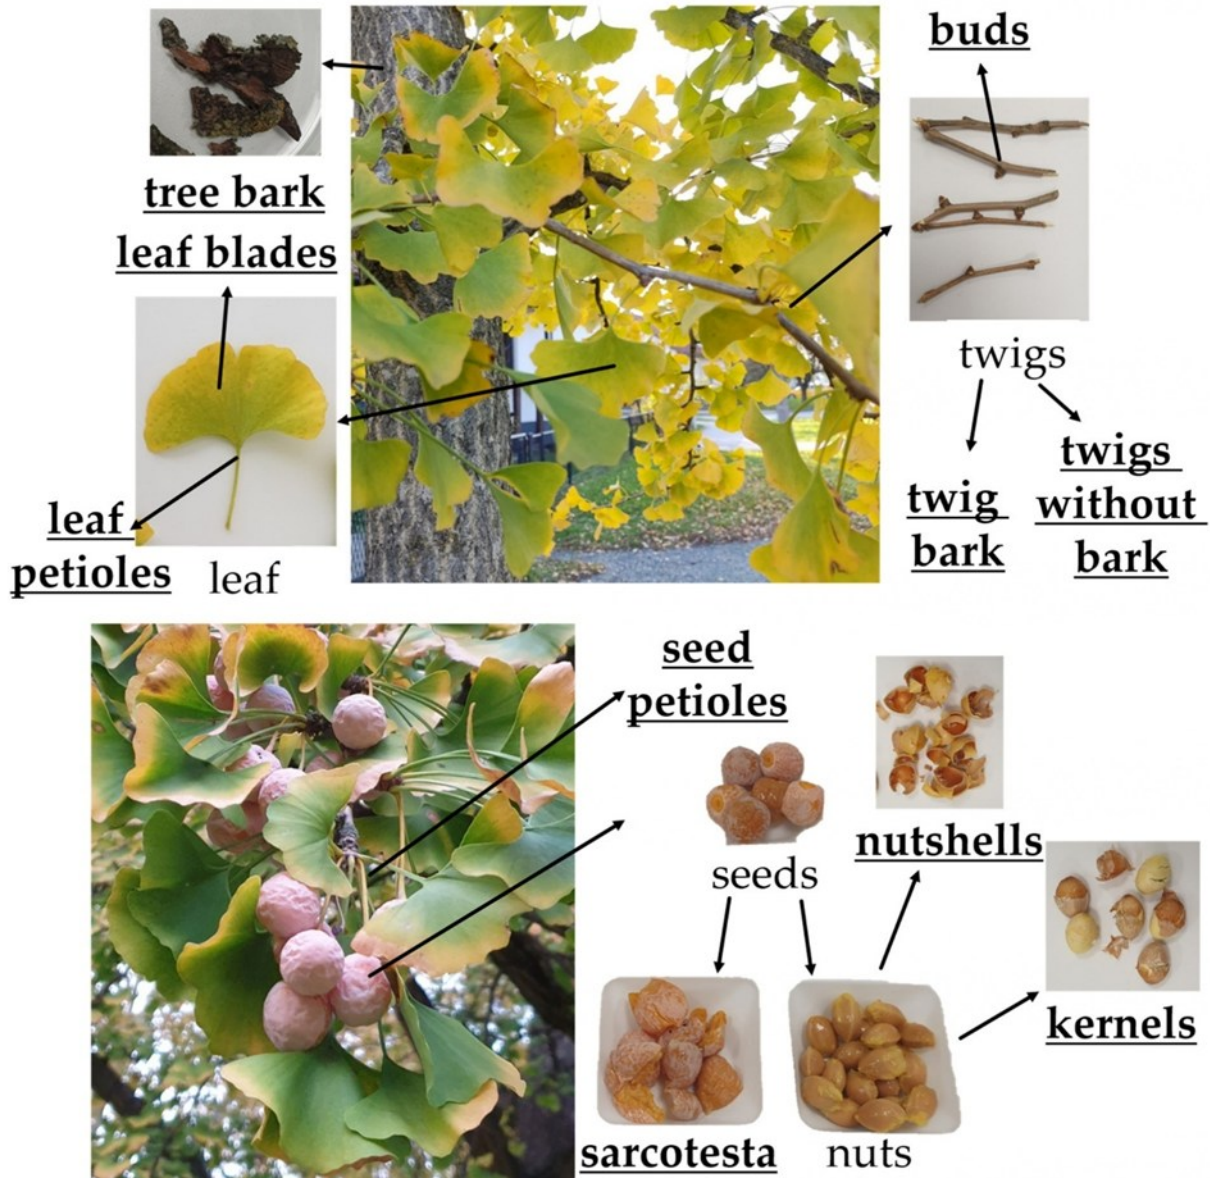 buds
tree bark
leaf blades
twigs
twig
bark
twigs
without
bark
leaf
petioles
leaf
seed
petioles
nutshells
seeds
kernels
sarcotesta
nuts